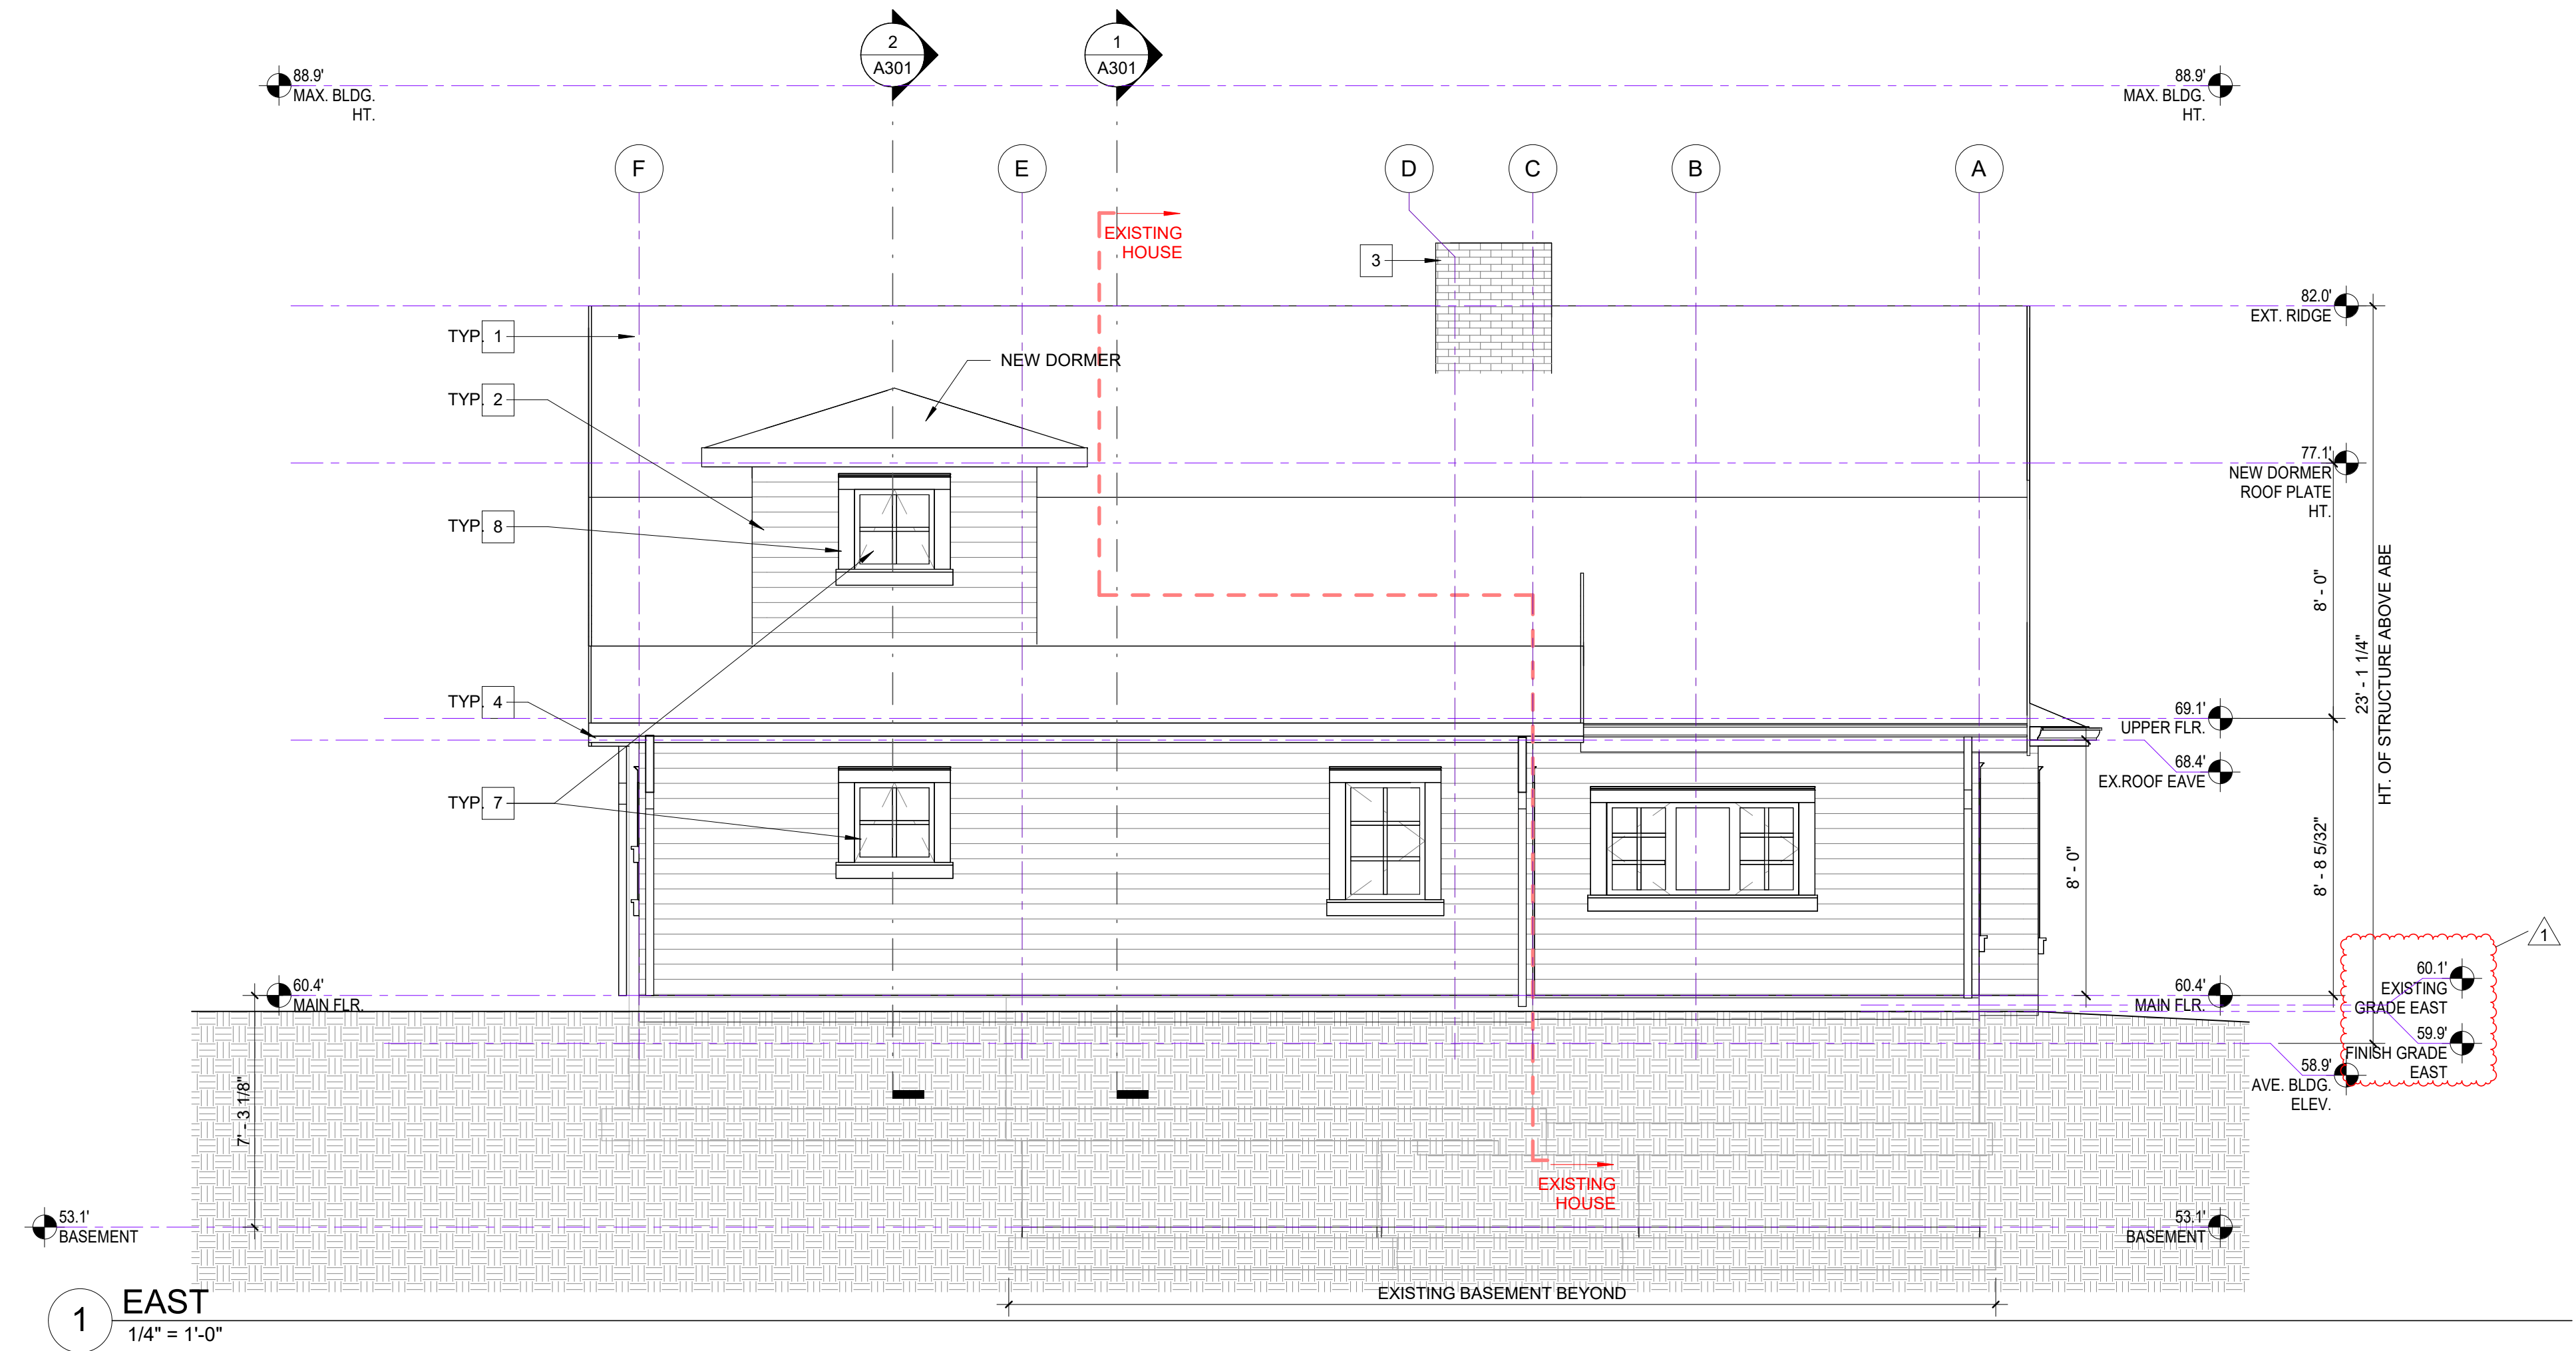 2
A301
1
A301
88.9'
MAX. BLDG.
HT.
88.9'
MAX. BLDG.
HT.
F
E
D
C
B
A
EXISTING
HOUSE
3
82.0'
EXT. RIDGE
TYP. 1
NEW DORMER
TYP. 2
77.1'
NEW DORMER
ROOF PLATE
HT.
TYP. 8
8' - 0"
23' - 1 1/4"
HT. OF STRUCTURE ABOVE ABE
TYP. 4
69.1'
UPPER FLR.
68.4'
EX.ROOF EAVE
TYP. 7
8' - 0"
8' - 8 5/32"
1
60.1'
EXISTING
GRADE EAST
60.4'
MAIN FLR.
60.4'
MAIN FLR.
59.9'
FINISH GRADE
EAST
58.9'
AVE. BLDG.
ELEV.
7' - 3 1/8"
EXISTING
HOUSE
53.1'
BASEMENT
53.1'
BASEMENT
EXISTING BASEMENT BEYOND
1
EAST
1/4" = 1'-0"